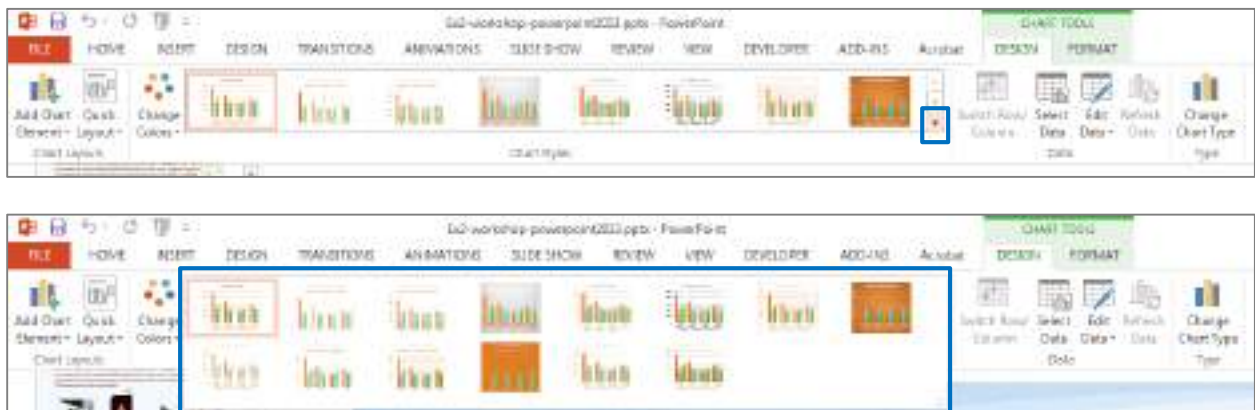 Ex2-workshop-powerpoint2013.pptx - PowerPoint
CHART TOOLS
FILE HOME INSERT DESIGN TRANSITIONS ANIMATIONS SLIDE SHOW REVIEW VIEW DEVELOPER ADD-INS Acrobat DESIGN FORMAT
Add Chart Quick Change Switch Row/ Select Edit Refresh Change
Element Layout Colors Column Data Data Data Chart Type
Chart Layouts Chart Styles Data Type
Ex2-workshop-powerpoint2013.pptx - PowerPoint
CHART TOOLS
FILE HOME INSERT DESIGN TRANSITIONS ANIMATIONS SLIDE SHOW REVIEW VIEW DEVELOPER ADD-INS Acrobat DESIGN FORMAT
Add Chart Quick Change Switch Row/ Select Edit Refresh Change
Element Layout Colors Column Data Data Data Chart Type
Chart Layouts Data Type